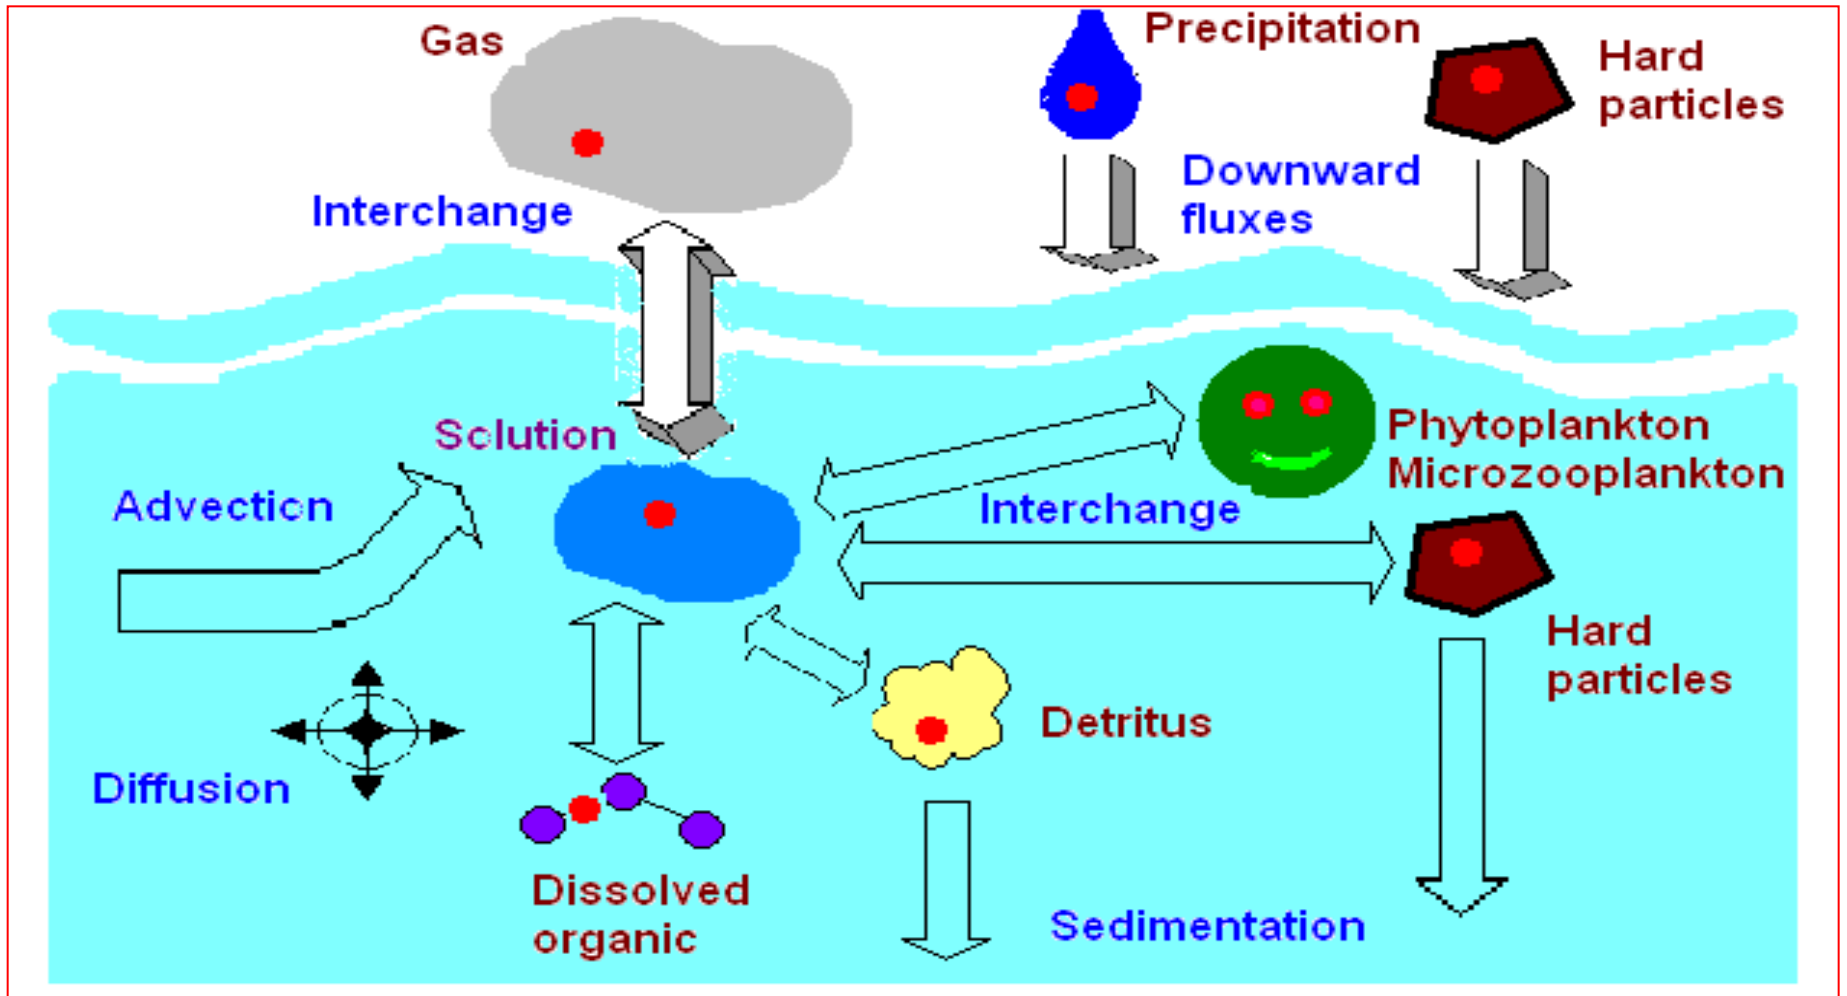 Gas
Precipitation
Hard
particles
Downward
fluxes
Interchange
Solution
Phytoplankton
Microzooplankton
Advection
Interchange
Hard
particles
Detritus
Diffusion
Dissolved
organic
Sedimentation